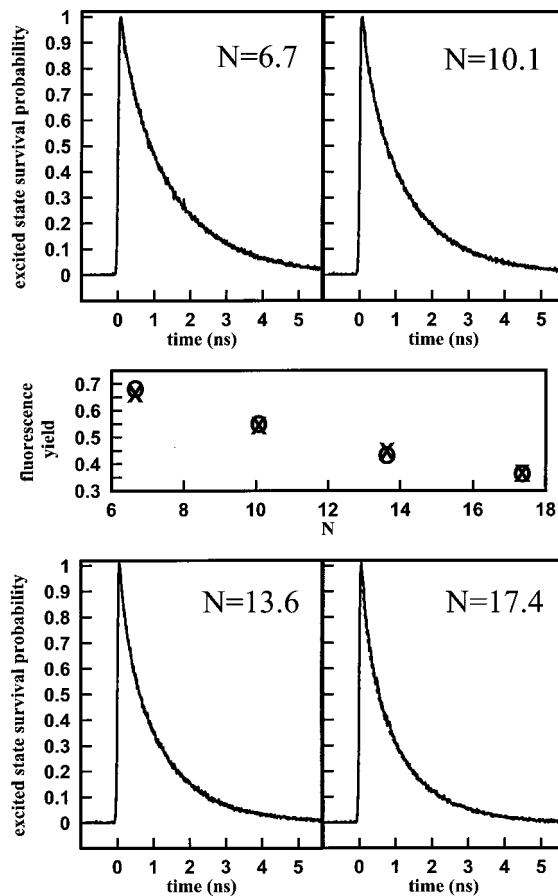 excited state survival probability
1
0.9
0.8
0.7
0.6
0.5
0.4
0.3
0.2
0.1
0
N=6.7
N=10.1
0 1 2 3 4 5
time (ns)
0 1 2 3 4 5
time (ns)
fluorescence
yield
0.7
0.6
0.5
0.4
0.3
6 8 10 12 14 16 18
N
excited state survival probability
1
0.9
0.8
0.7
0.6
0.5
0.4
0.3
0.2
0.1
0
N=13.6
N=17.4
0 1 2 3 4 5
time (ns)
0 1 2 3 4 5
time (ns)